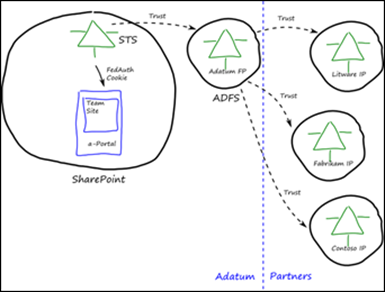 Trust
STS
Trust
FedAuth
Cookie
Adatum FP
Litware IP
Team
Site
ADFS
Trust
a-Portal
Fabrikam IP
SharePoint
Trust
Contoso IP
Adatum
Partners